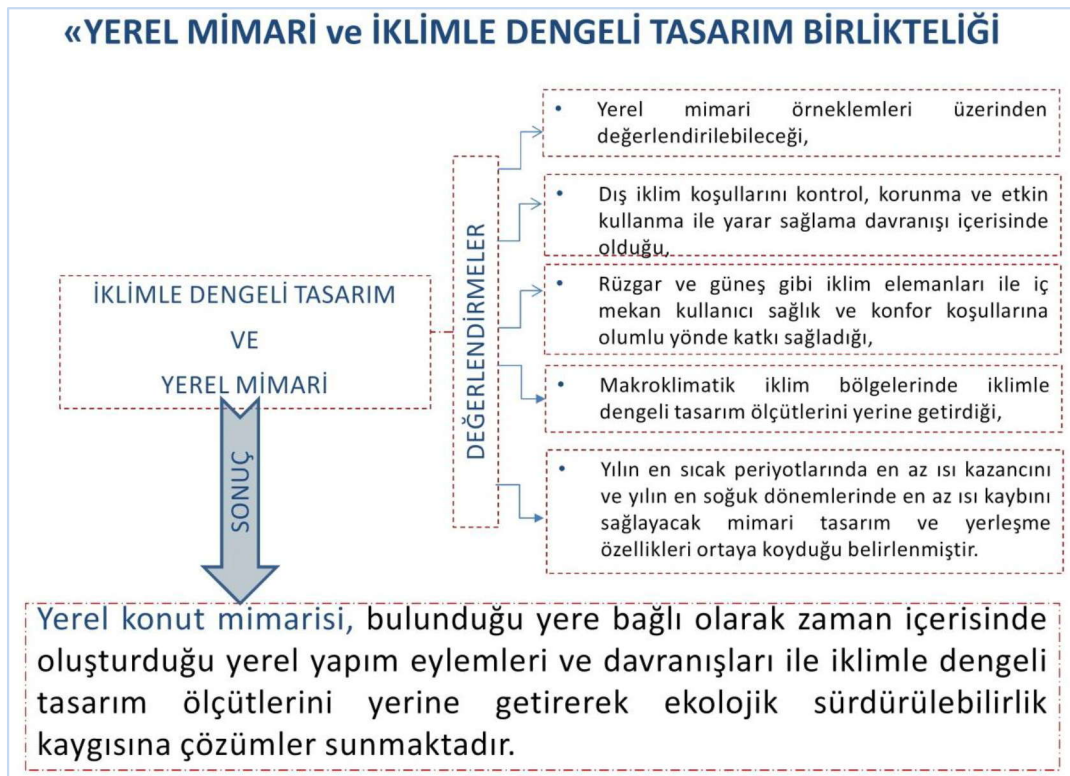 «YEREL MİMARİ ve İKLİMLE DENGELİ TASARIM BİRLİKTELİĞİ
İKLİMLE DENGELİ TASARIM
VE
YEREL MİMARİ
DEĞERLENDİRMELER
• Yerel mimari örneklemleri üzerinden
değerlendirilebileceği,
• Dış iklim koşullarını kontrol, korunma ve etkin
kullanma ile yarar sağlama davranışı içerisinde
olduğu,
• Rüzgar ve güneş gibi iklim elemanları ile iç
mekan kullanıcı sağlık ve konfor koşullarına
olumlu yönde katkı sağladığı,
• Makroklimatik iklim bölgelerinde iklimle
dengeli tasarım ölçütlerini yerine getirdiği,
• Yılın en sıcak periyotlarında en az ısı kazancını
ve yılın en soğuk dönemlerinde en az ısı kaybını
sağlayacak mimari tasarım ve yerleşme
özellikleri ortaya koyduğu belirlenmiştir.
SONUÇ
Yerel konut mimarisi, bulunduğu yere bağlı olarak zaman içerisinde
oluşturduğu yerel yapım eylemleri ve davranışları ile iklimle dengeli
tasarım ölçütlerini yerine getirerek ekolojik sürdürülebilirlik
kaygısına çözümler sunmaktadır.